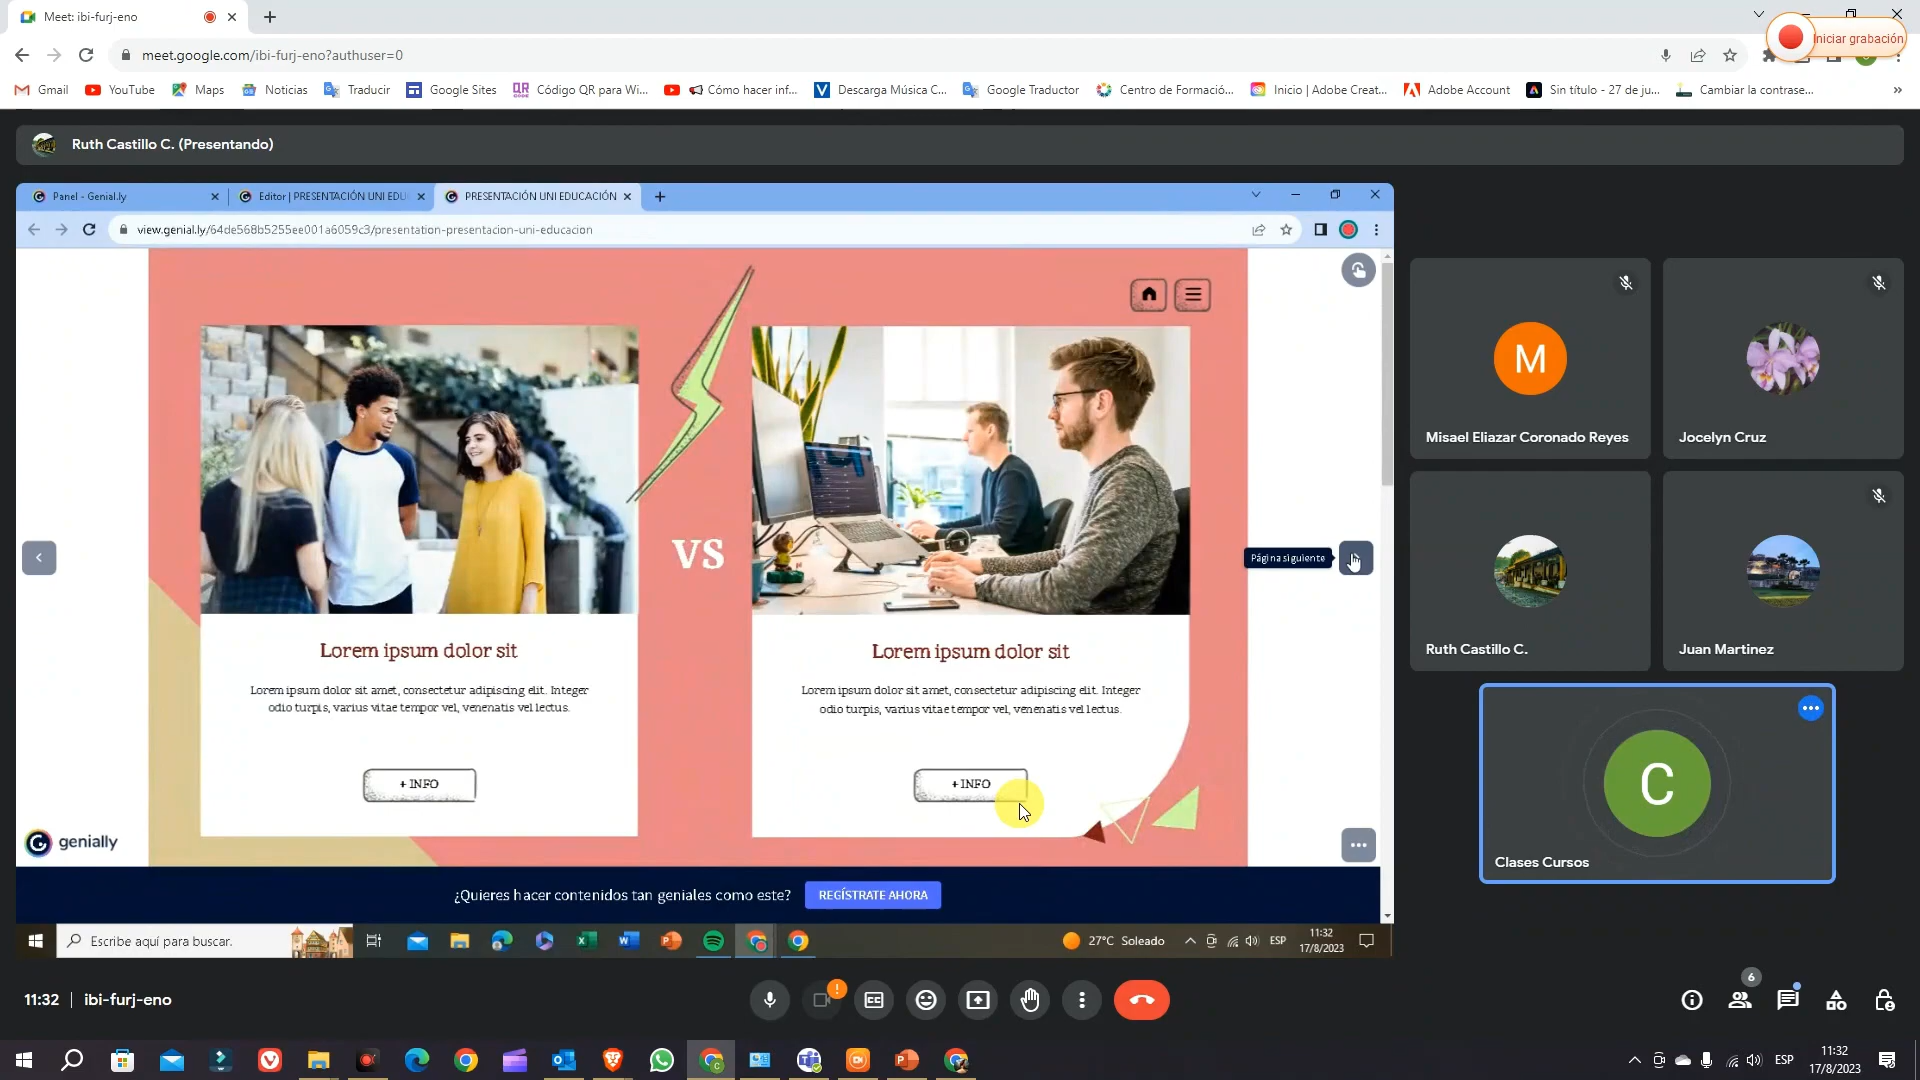 Meet: ibi-furj-eno
Iniciar grabación
meet.google.com/ibi-furj-eno?authuser=0
Gmail
YouTube
Maps
Noticias
Traducir
Google Sites
QR
CODE
Código QR para Wi...
Cómo hacer inf...
Descarga Música C...
Google Traductor
Centro de Formació...
Inicio | Adobe Creat...
Adobe Account
Sin título - 27 de ju...
Cambiar la contrase...
»
Ruth Castillo C. (Presentando)
Panel - Genial.ly
Editor | PRESENTACIÓN UNI EDU
PRESENTACIÓN UNI EDUCACIÓN
view.genial.ly/64de568b5255ee001a6059c3/presentation-presentacion-uni-educacion
VS
Página siguiente
Lorem ipsum dolor sit
Lorem ipsum dolor sit amet, consectetur adipiscing elit. Integer
odio turpis, varius vitae tempor vel, venenatis vel lectus.
+ INFO
Lorem ipsum dolor sit
Lorem ipsum dolor sit amet, consectetur adipiscing elit. Integer
odio turpis, varius vitae tempor vel, venenatis vel lectus.
+ INFO
genially
¿Quieres hacer contenidos tan geniales como este?
REGÍSTRATE AHORA
Escribe aquí para buscar.
27°C Soleado
ESP
11:32
17/8/2023
M
Misael Eliazar Coronado Reyes
Jocelyn Cruz
Ruth Castillo C.
Juan Martinez
C
Clases Cursos
11:32 | ibi-furj-eno
6
ESP
11:32
17/8/2023